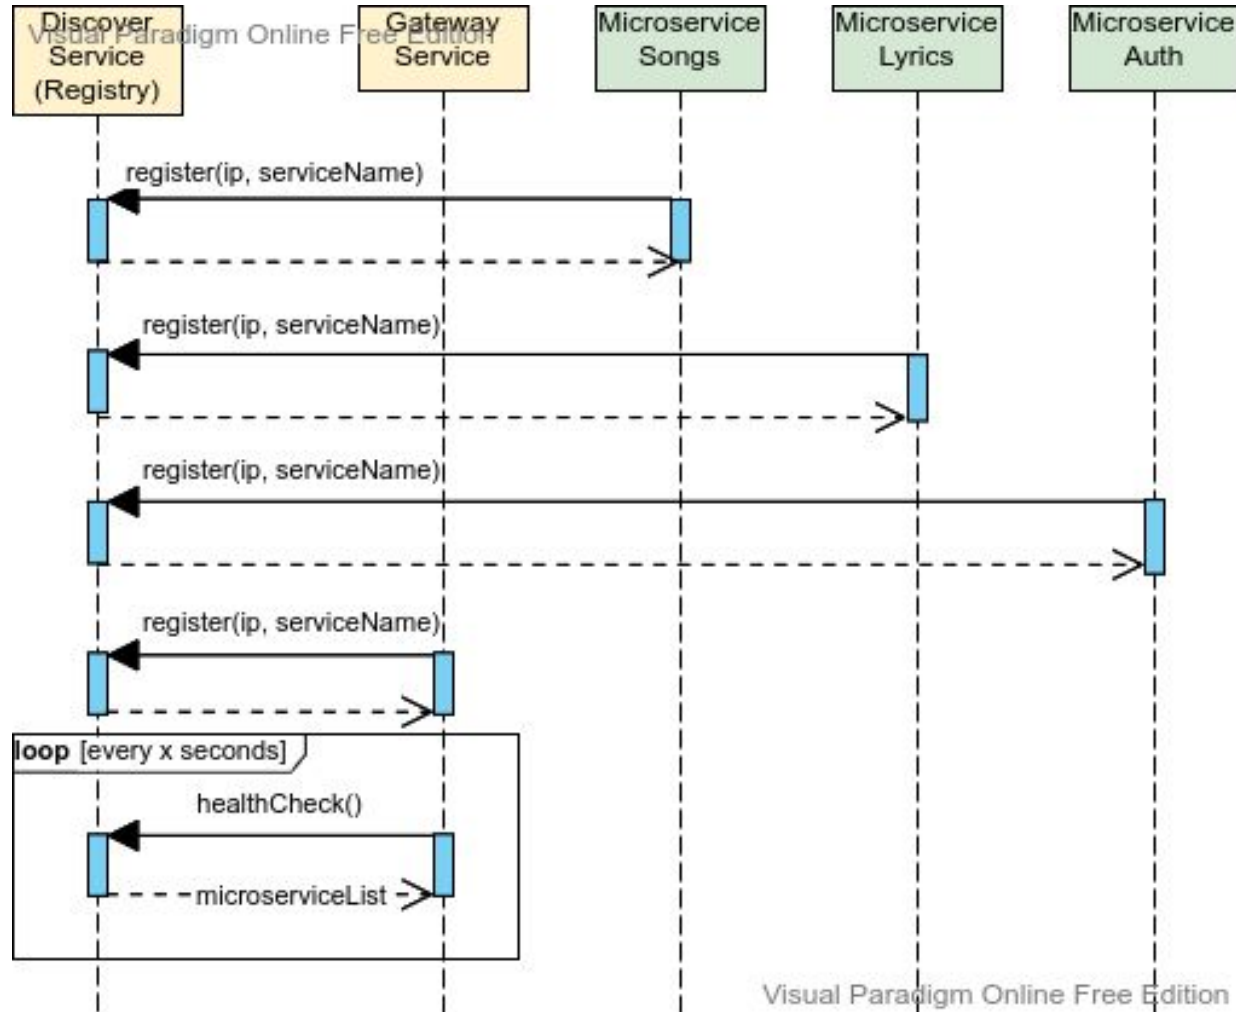 Discover
Service
(Registry)
Gateway
Service
Microservice
Songs
Microservice
Lyrics
Microservice
Auth
Visual Paradigm Online Free Edition
register(ip, serviceName)
register(ip, serviceName)
register(ip, serviceName)
register(ip, serviceName)
loop [every x seconds]
healthCheck()
microserviceList
Visual Paradigm Online Free Edition